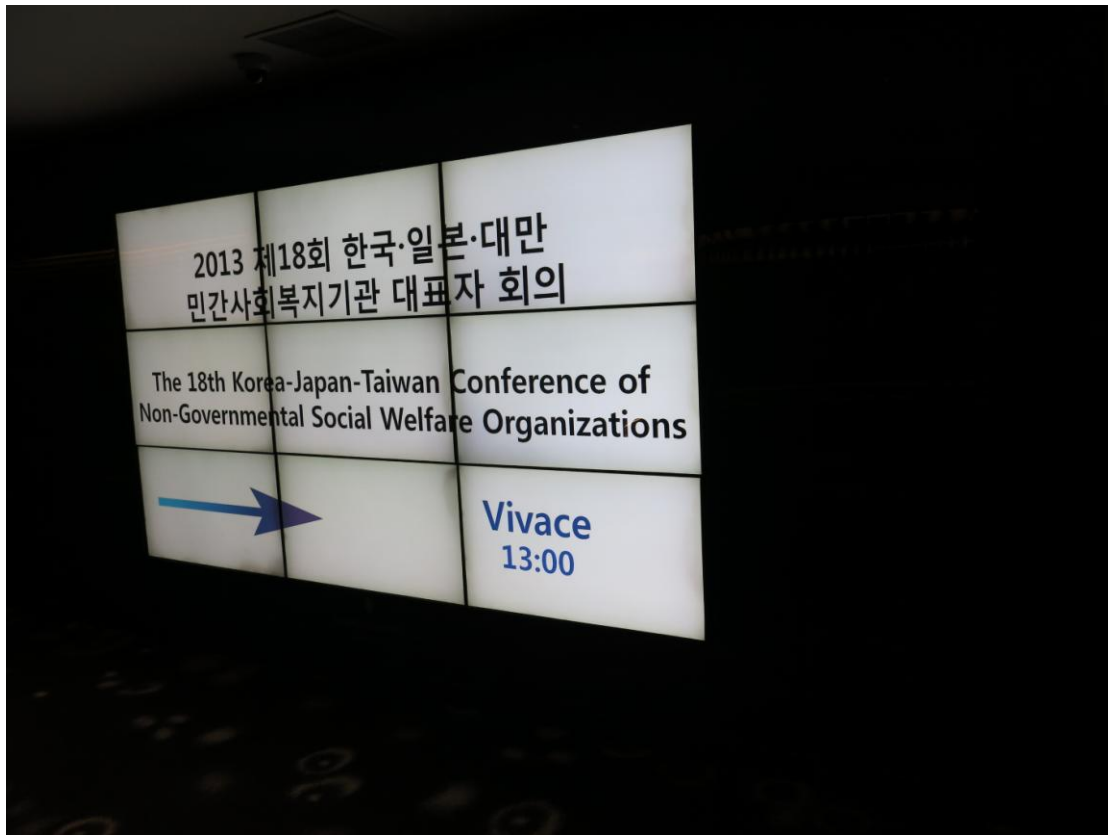 2013 제18회 한국·일본·대만
민간사회복지기관 대표자 회의
The 18th Korea-Japan-Taiwan Conference of
Non-Governmental Social Welfare Organizations
Vivace
13:00